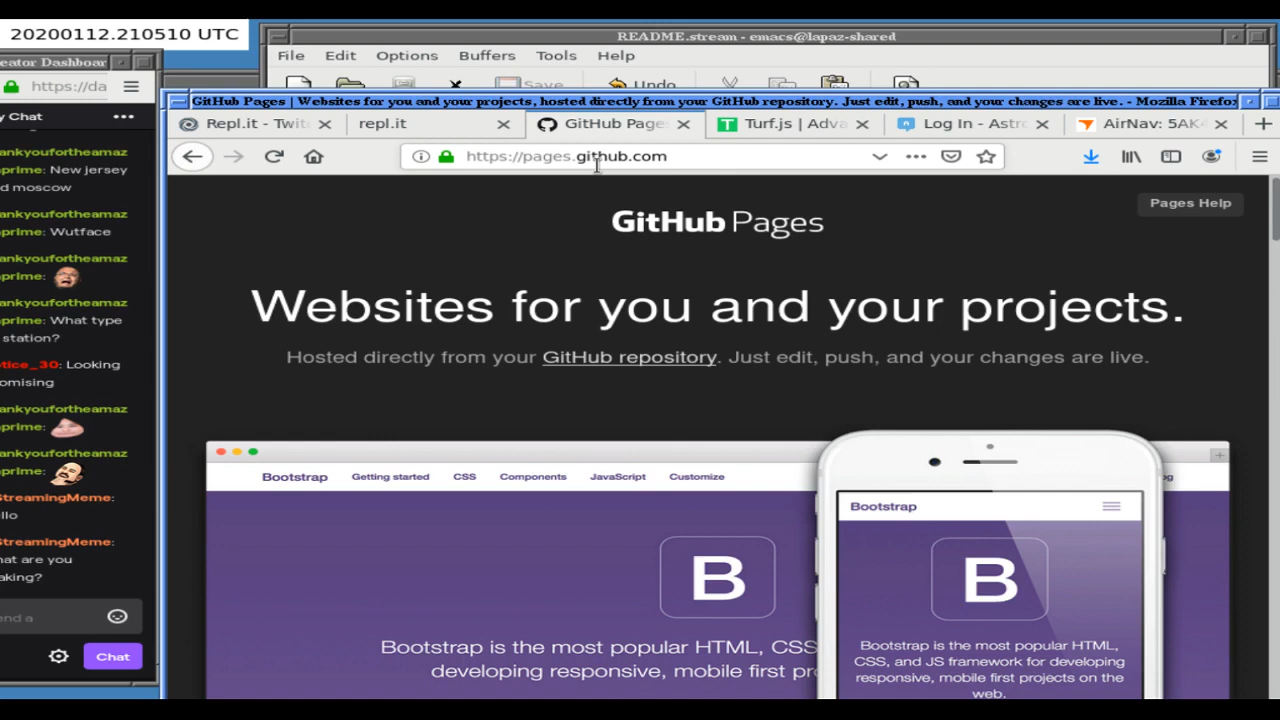 20200112.210510 UTC
README.stream - emacs@lapaz-shared
File Edit Options Buffers Tools Help
Save Undo
eator Dashboar
https://da
y Chat
ankyoufortheamaz
prime: New jersey
d moscow
ankyoufortheamaz
prime: Wutface
ankyoufortheamaz
prime:
ankyoufortheamaz
prime: What type
station?
tice_30: Looking
omising
ankyoufortheamaz
prime:
ankyoufortheamaz
prime:
StreamingMeme:
llo
StreamingMeme:
hat are you
aking?
end a
Chat
GitHub Pages | Websites for you and your projects, hosted directly from your GitHub repository. Just edit, push, and your changes are live. - Mozilla Firefo
Repl.it - Twit
repl.it
GitHub Page
Turf.js | Adva
Log In - Astr
AirNav: 5AK
https://pages.github.com
Pages Help
GitHub Pages
Websites for you and your projects.
Hosted directly from your GitHub repository. Just edit, push, and your changes are live.
Bootstrap Getting started CSS Components JavaScript Customize
og
B
Bootstrap is the most popular HTML, CSS
developing responsive, mobile first pr
Bootstrap
B
Bootstrap is the most popular HTML,
CSS, and JS framework for developing
responsive, mobile first projects on the
web.